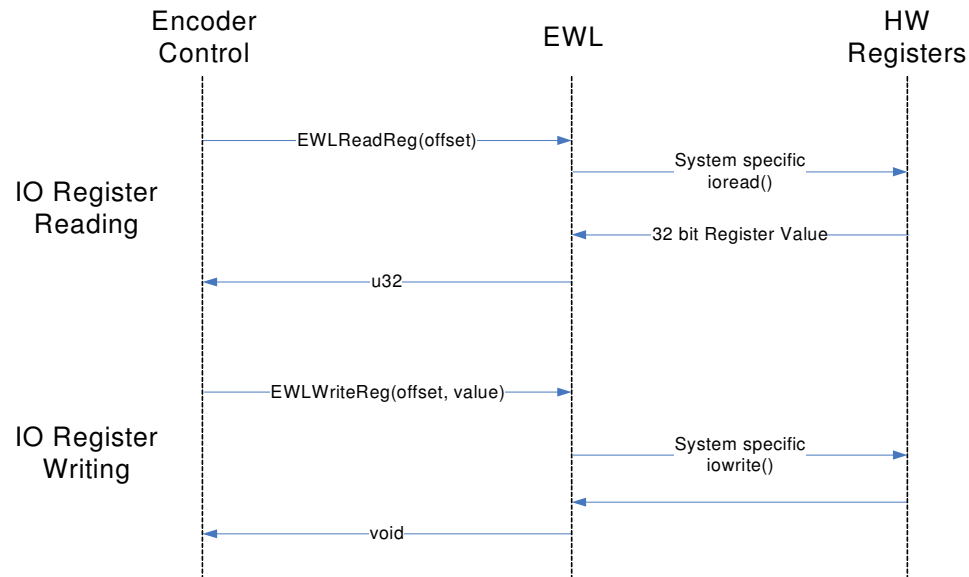 Encoder
Control
EWL
HW
Registers
EWLReadReg(offset)
System specific
ioread()
IO Register
Reading
32 bit Register Value
u32
EWLWriteReg(offset, value)
IO Register
Writing
System specific
iowrite()
void